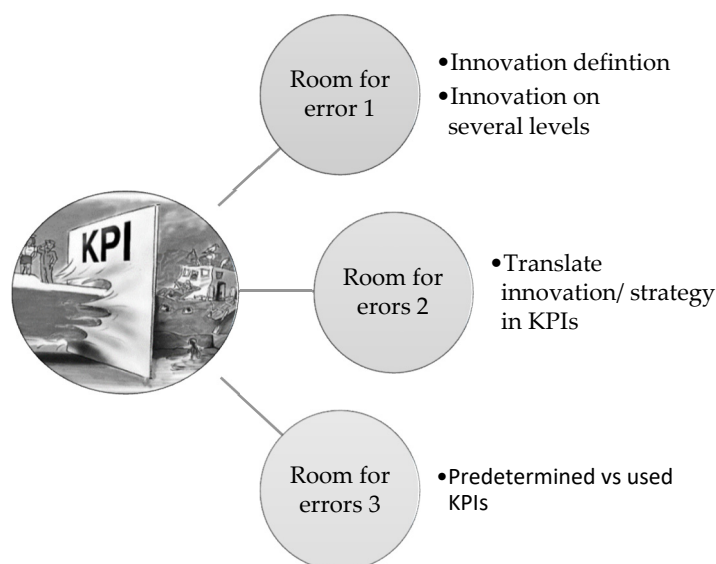 KPI
Room for
error 1
•Innovation defintion
•Innovation on
several levels
Room for
erors 2
•Translate
innovation/ strategy
in KPIs
Room for
errors 3
•Predetermined vs used
KPIs